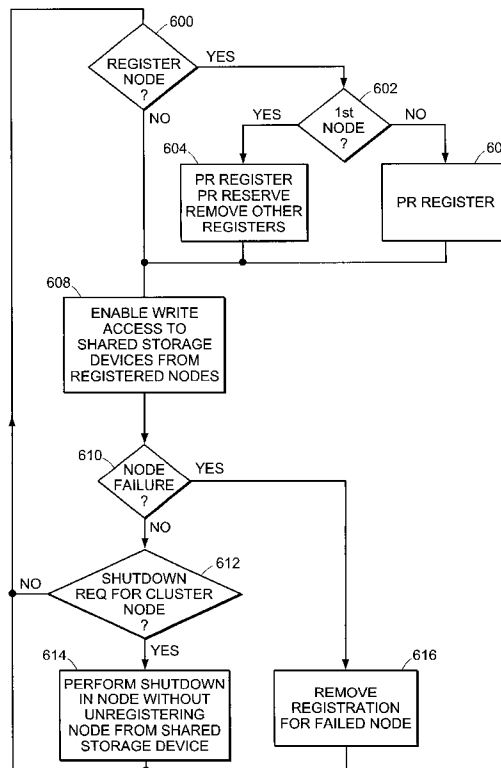 600
REGISTER
NODE
?
YES
NO
602
1st
NODE
?
YES
NO
604
PR REGISTER
PR RESERVE
REMOVE OTHER
REGISTERS
PR REGISTER
608
ENABLE WRITE
ACCESS TO
SHARED STORAGE
DEVICES FROM
REGISTERED NODES
610
NODE
FAILURE
?
YES
NO
612
SHUTDOWN
REQ FOR CLUSTER
NODE
?
NO
YES
614
PERFORM SHUTDOWN
IN NODE WITHOUT
UNREGISTERING
NODE FROM SHARED
STORAGE DEVICE
616
REMOVE
REGISTRATION
FOR FAILED NODE